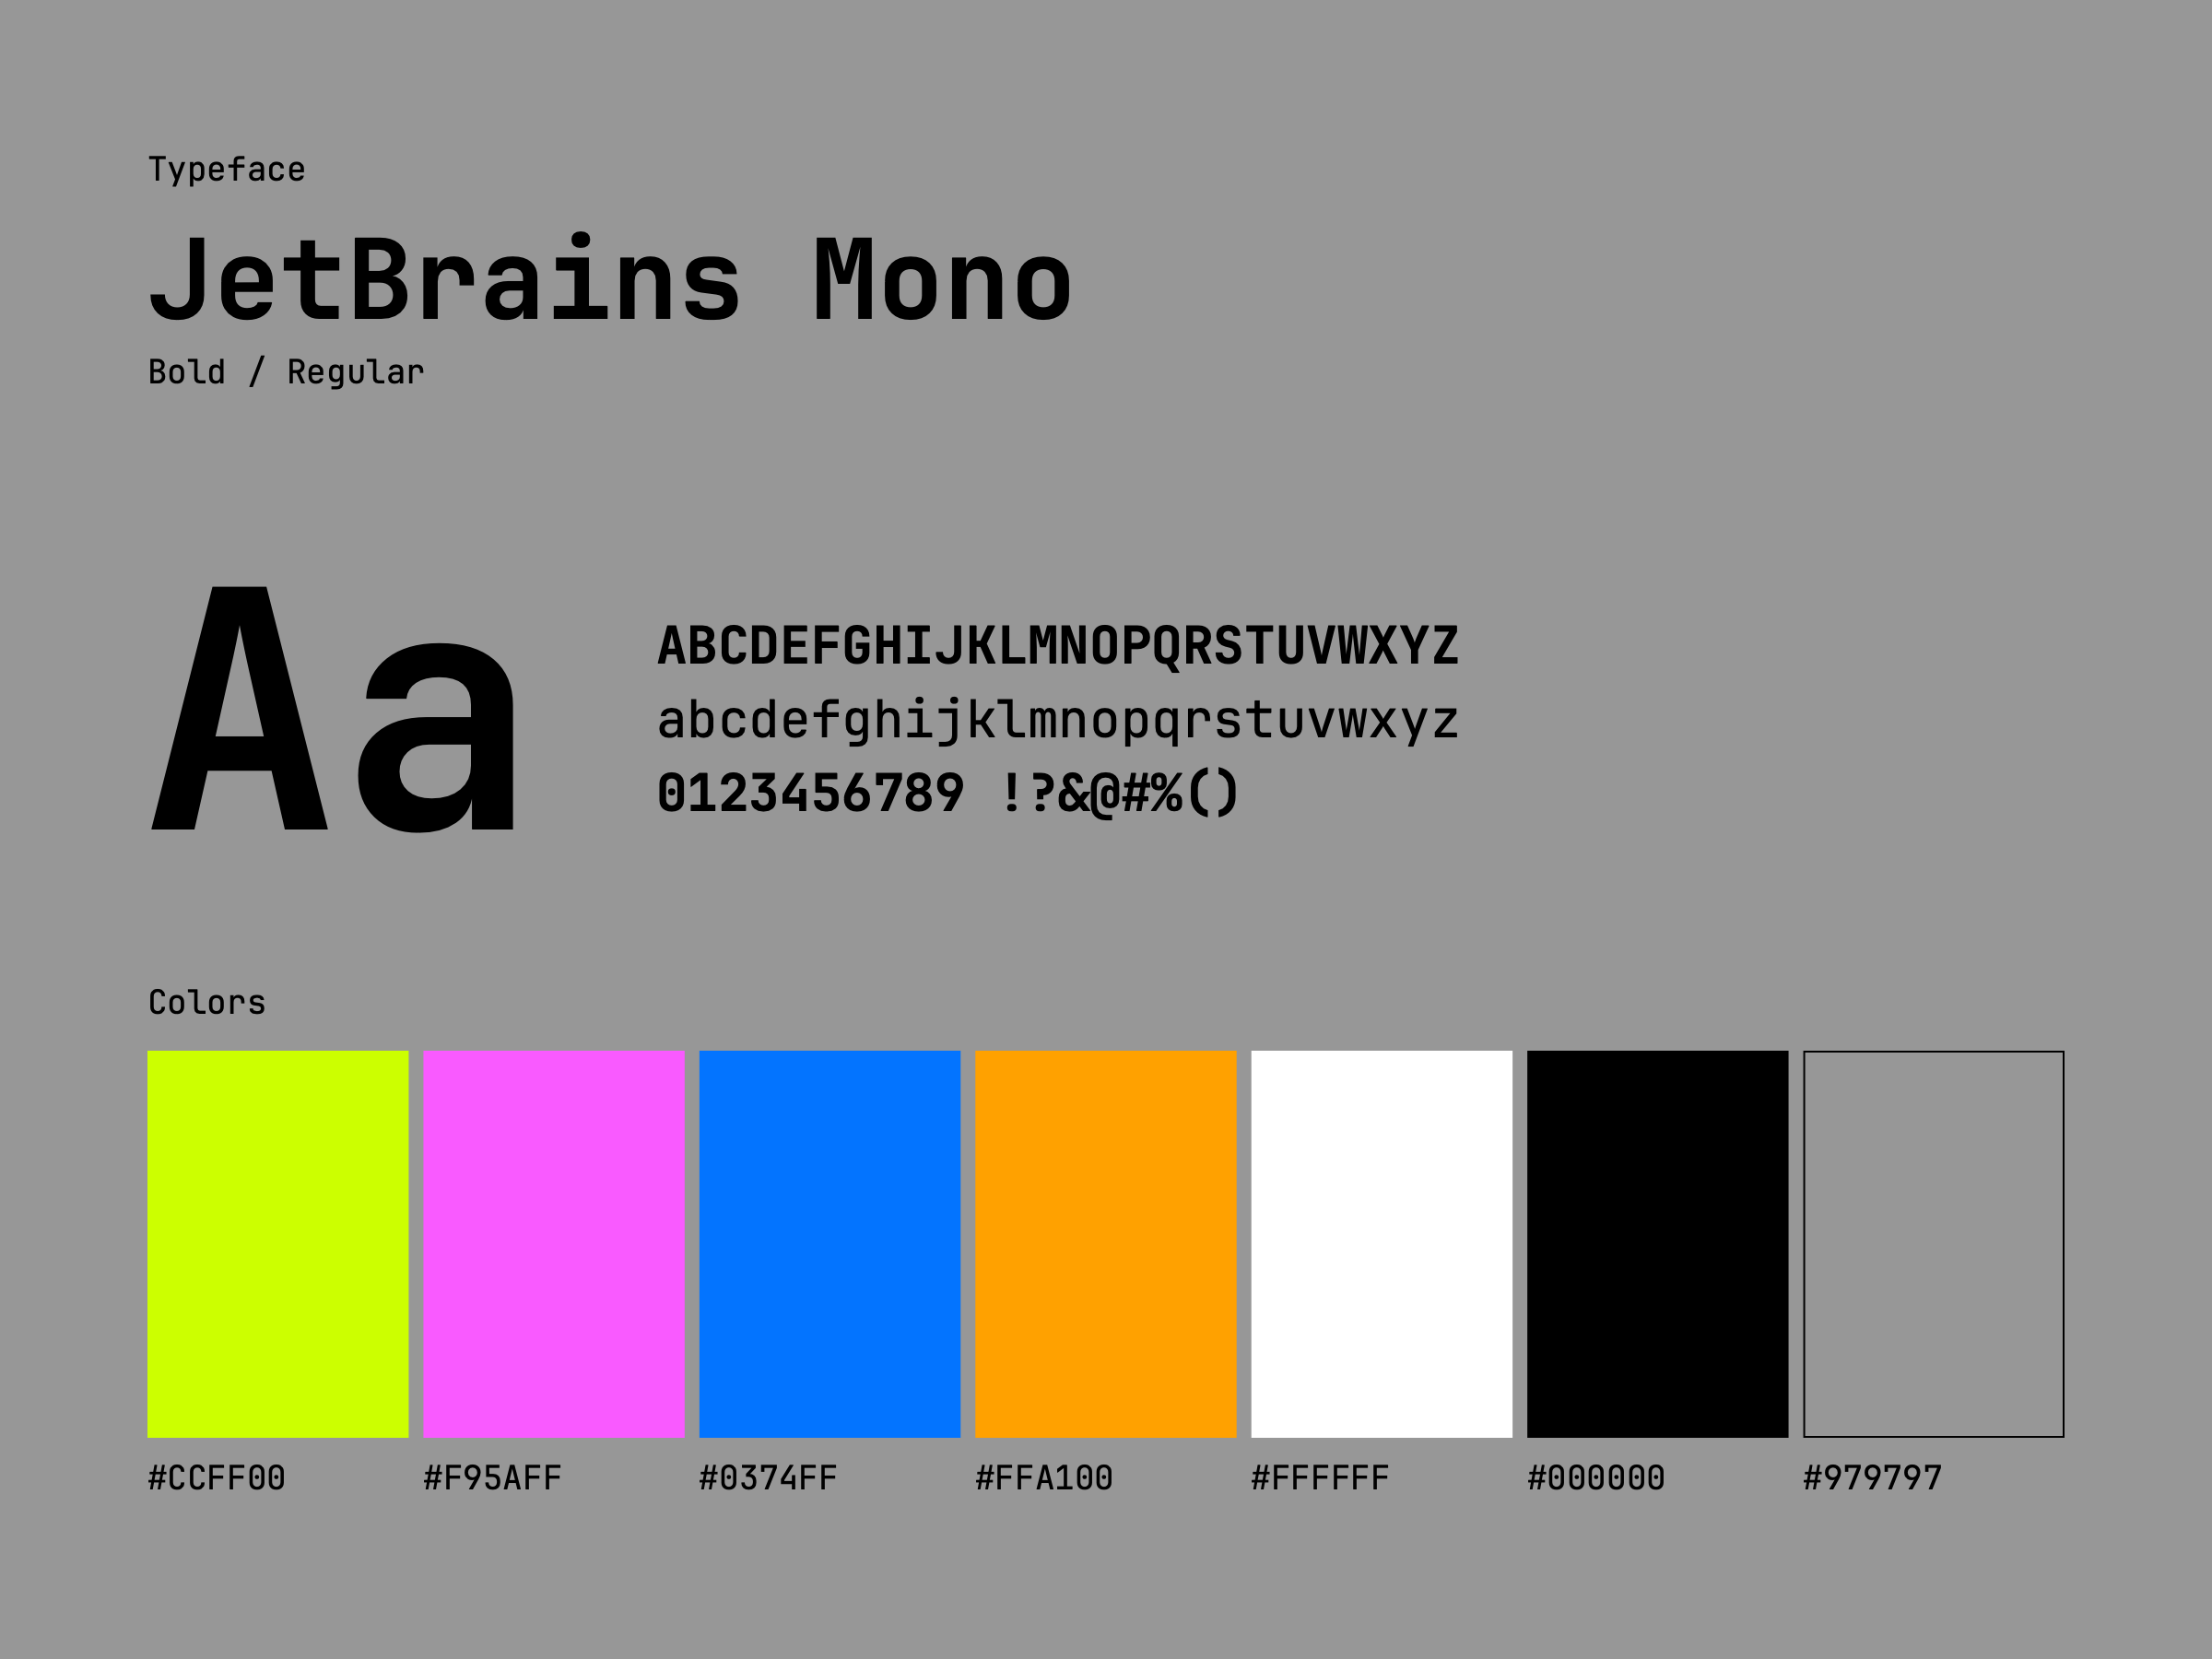 Typeface
JetBrains Mono
Bold / Regular
Aa
ABCDEFGHIJKLMNOPQRSTUVWXYZ
abcdefghijklmnopqrstuvwxyz
0123456789 !?&@#%()
Colors
#CCFF00 #F95AFF #0374FF #FFA100 #FFFFFF #000000 #979797